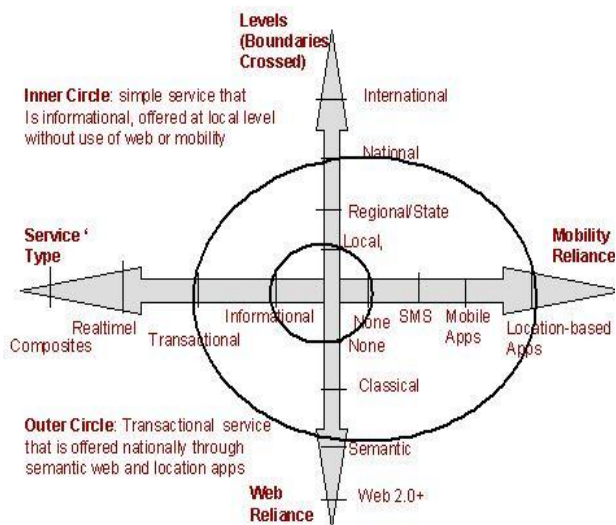 Levels
(Boundaries
Crossed)
Inner Circle: simple service that
Is informational, offered at local level
without use of web or mobility
International
National
Regional/State
Service ‘
Type
Local,
Mobility
Reliance
Informational
None
SMS
Mobile
Apps
Location-based
Apps
Realtimel
Composites
Transactional
None
Classical
Outer Circle: Transactional service
that is offered nationally through
semantic web and location apps
Semantic
Web
Reliance
Web 2.0+